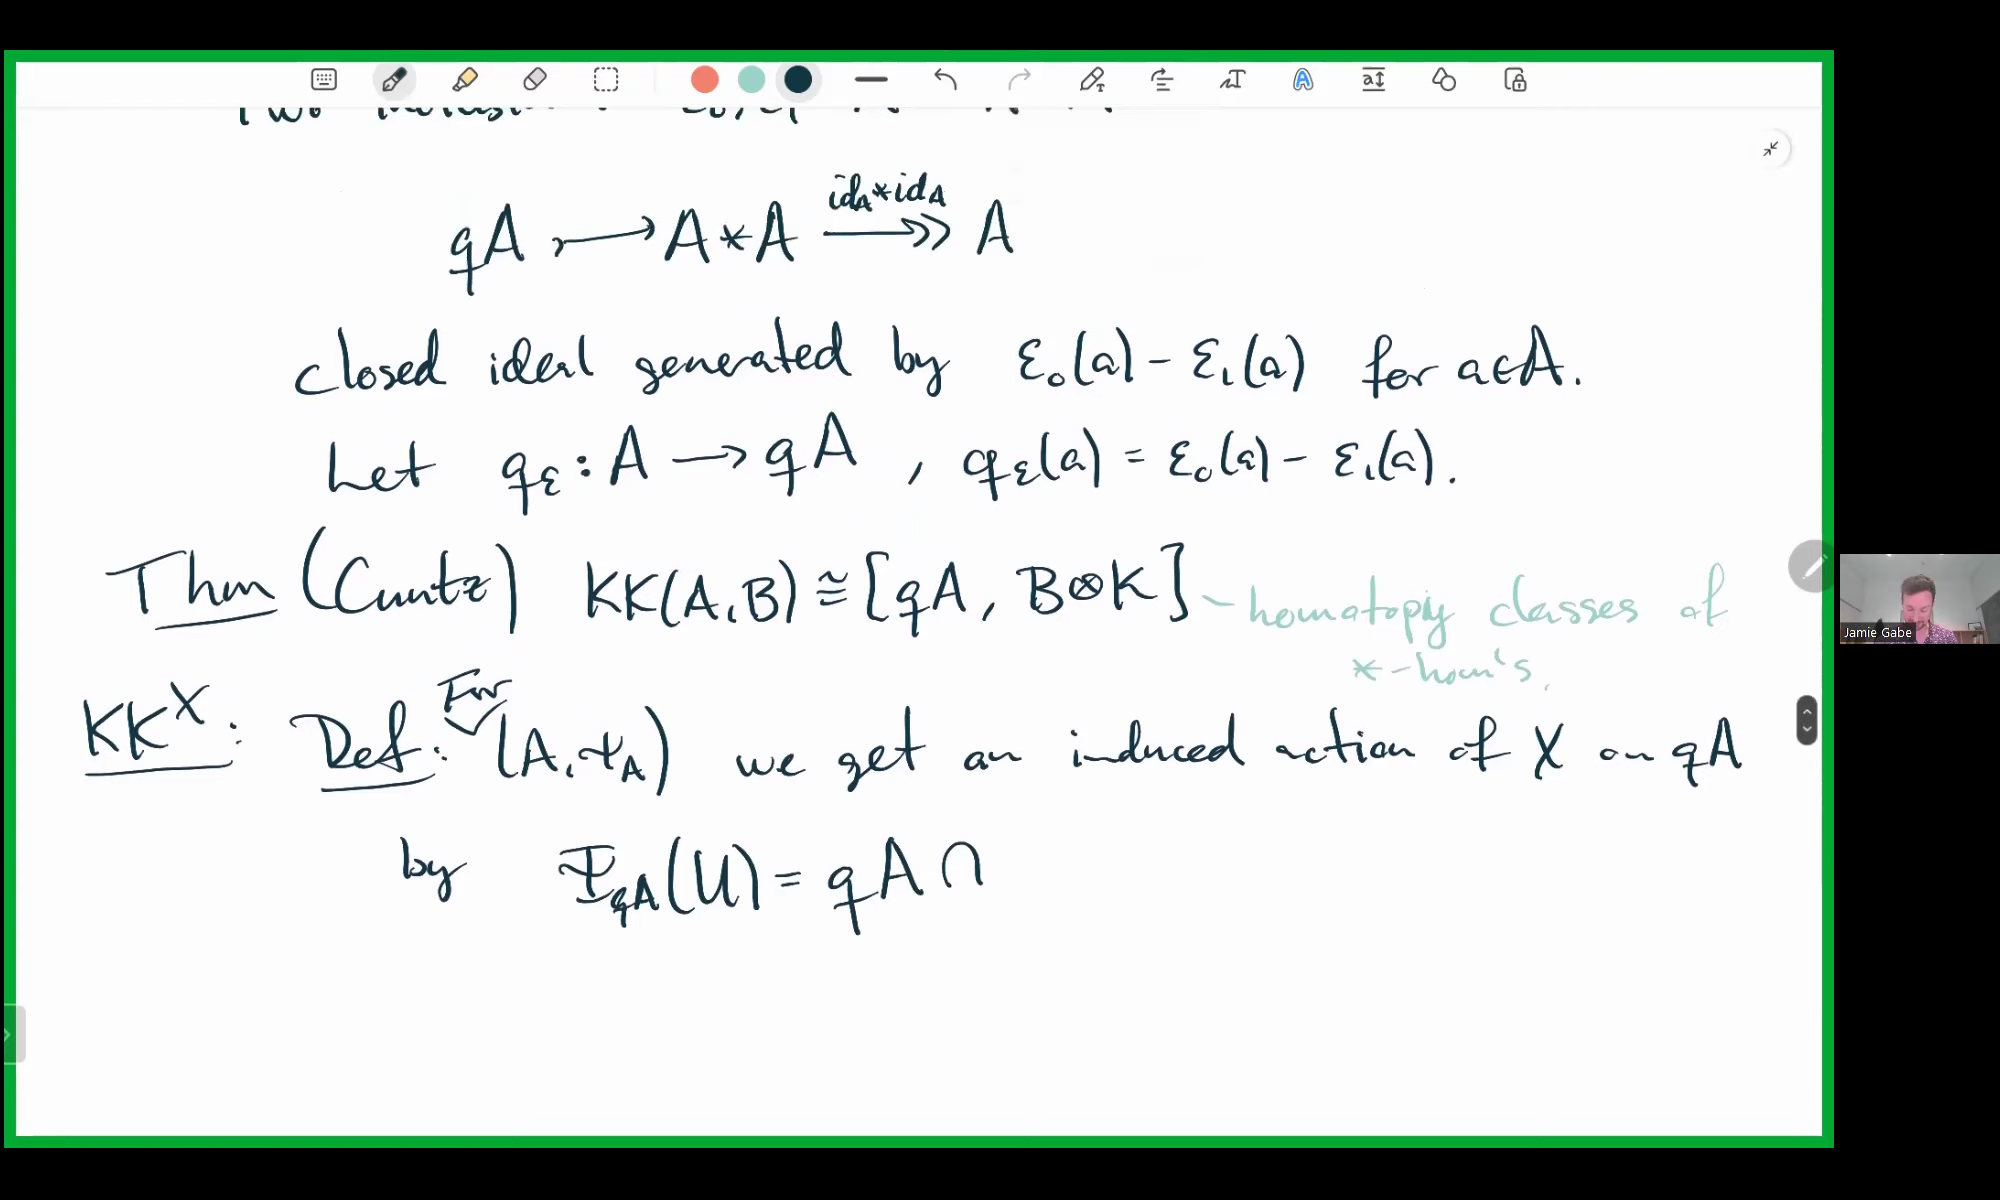 id_A*id_A
qA ↣ A*A ↠ A
closed ideal generated by ε₀(a) - ε₁(a) for a∈A.
Let q_ε : A → qA , q_ε(a) = ε₀(a) - ε₁(a).
Thm (Cuntz) KK(A,B) ≅ [qA, B⊗K] - homotopy classes of
*-hom's.
KK^X: Def: For (A, ψ_A) we get an induced action of X on qA
by Ψ_qA(U) = qA ∩
Jamie Gabe